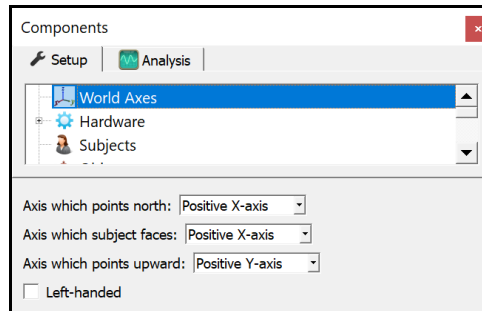 Components
Setup
Analysis
World Axes
Hardware
Subjects
Axis which points north: Positive X-axis
Axis which subject faces: Positive X-axis
Axis which points upward: Positive Y-axis
Left-handed